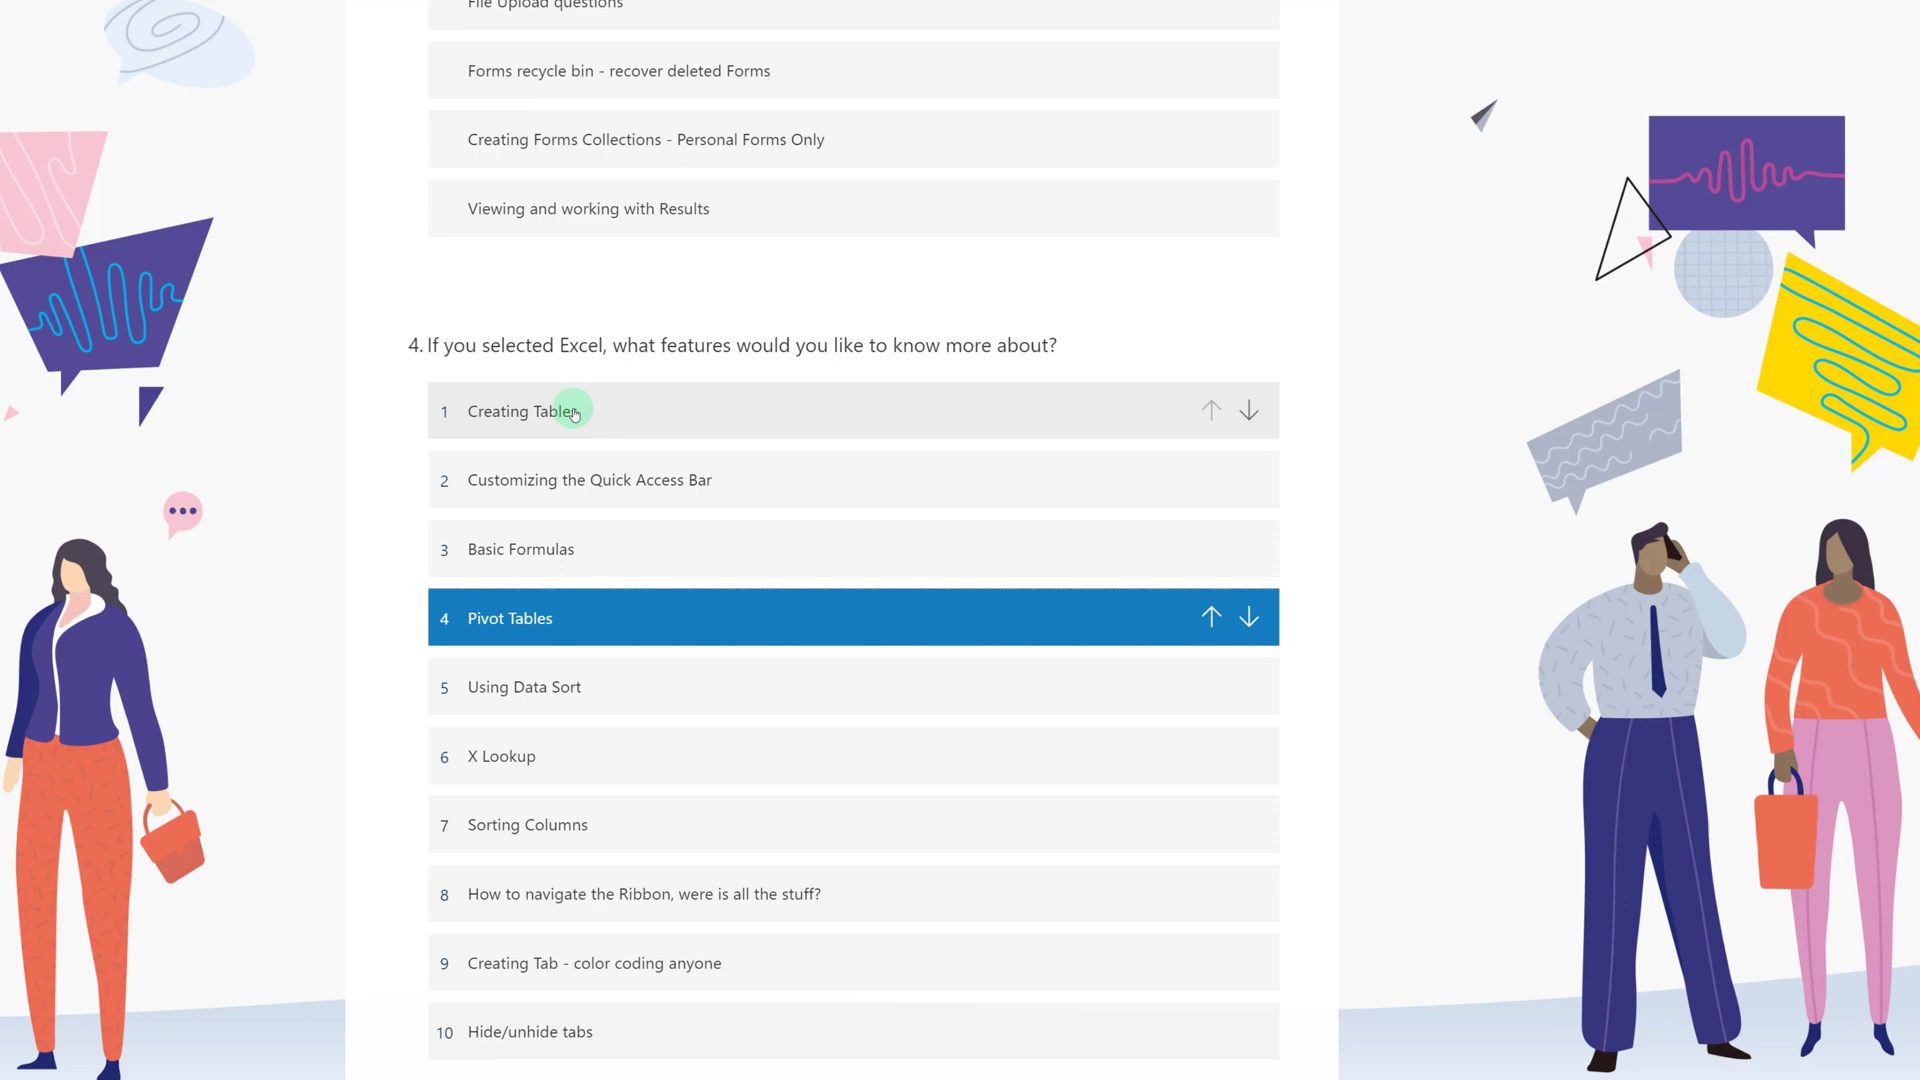 File Upload questions
Forms recycle bin - recover deleted Forms
Creating Forms Collections - Personal Forms Only
Viewing and working with Results
4. If you selected Excel, what features would you like to know more about?
1 Creating Tables
2 Customizing the Quick Access Bar
3 Basic Formulas
4 Pivot Tables
5 Using Data Sort
6 X Lookup
7 Sorting Columns
8 How to navigate the Ribbon, were is all the stuff?
9 Creating Tab - color coding anyone
10 Hide/unhide tabs